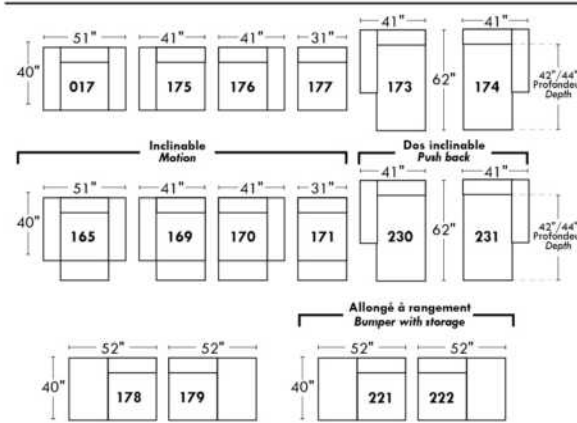 51" 41" 41" 31" 41" 41"
40" 017 175 176 177 173 62" 174 42"/44"
Profondeur
Depth
Inclinable
Motion
Dos inclinable
Push back
51" 41" 41" 31" 41" 41"
40" 165 169 170 171 230 62" 231 42"/44"
Profondeur
Depth
Allongé à rangement
Bumper with storage
52" 52" 52" 52"
40" 178 179 40" 221 222